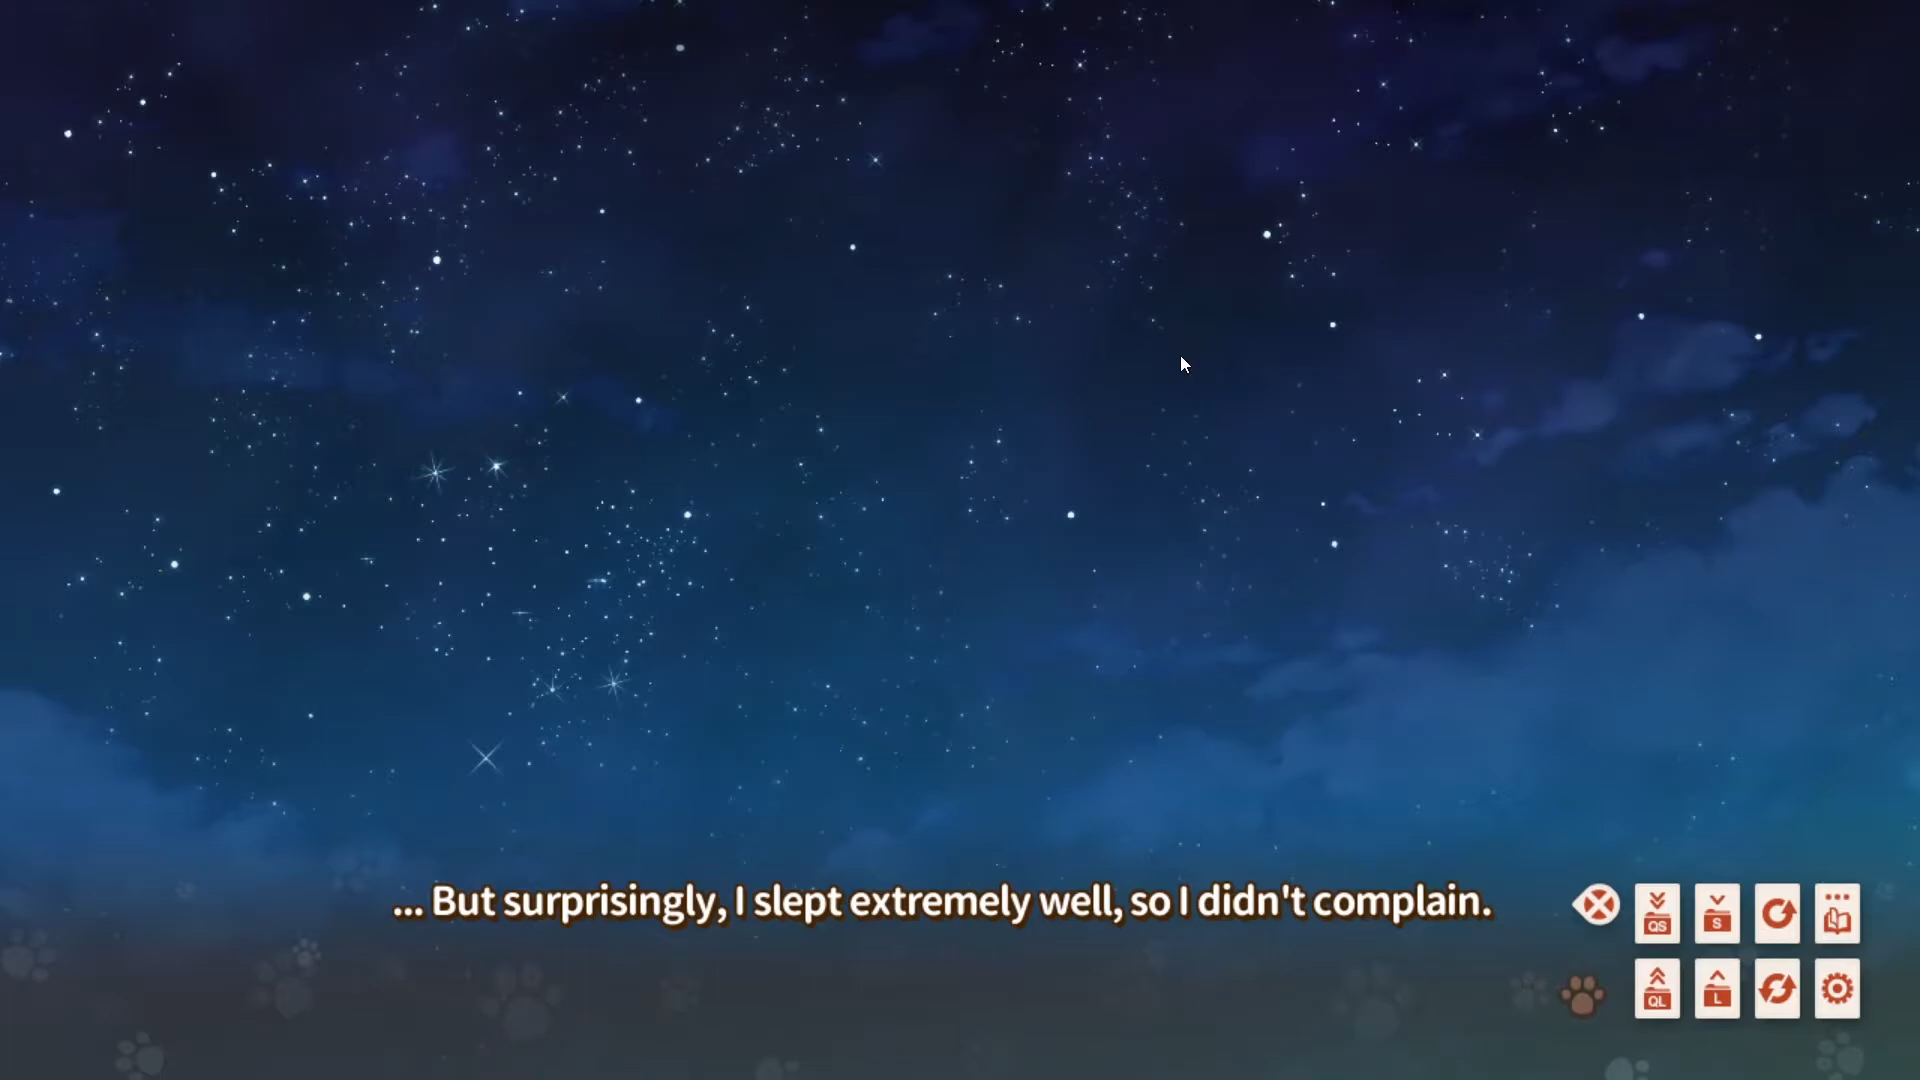 ... But surprisingly, I slept extremely well, so I didn't complain.
QS
S
QL
L